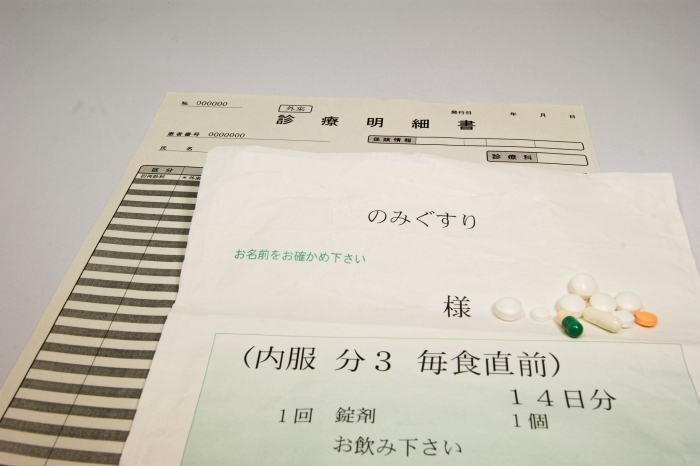 № 000000
外来
診療明細書
発行日 年 月 日
患者番号 0000000
保険情報
氏 名
診療科
区分
のみぐすり
お名前をお確かめ下さい
様
(内服 分3 毎食直前)
14日分
1回 錠剤 1個
お飲み下さい